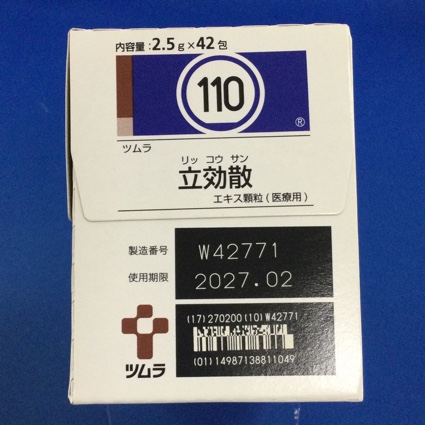 内容量:2.5g×42包
110
®
ツムラ
リッ コウ サン
立効散
エキス顆粒(医療用)
製造番号 W42771
使用期限 2027.02
(17)270200(10)W42771
(01)14987138811049
ツムラ